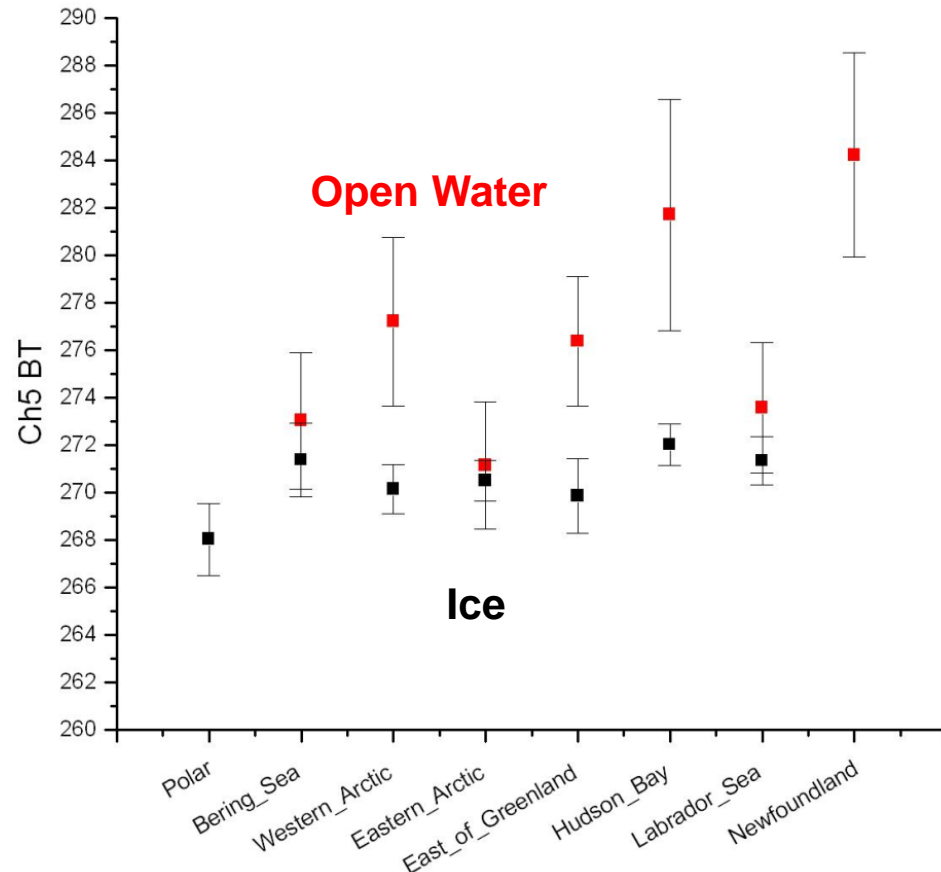 290
288
286
284
282
280
278
276
274
272
270
268
266
264
262
260
Ch5 BT
Open Water
Ice
Polar
Bering_Sea
Western_Arctic
Eastern_Arctic
East_of_Greenland
Hudson_Bay
Labrador_Sea
Newfoundland